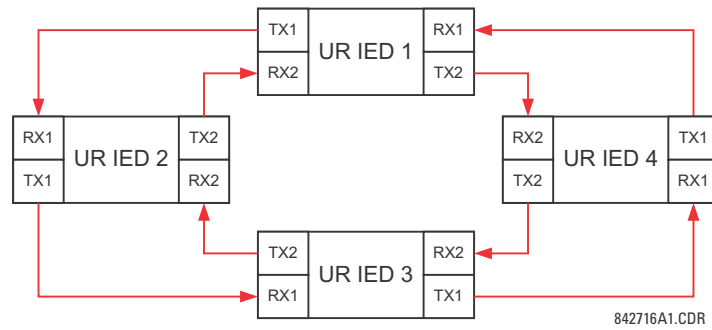 TX1 UR IED 1 RX1
RX2 TX2
RX1 UR IED 2 TX2
TX1 RX2
RX2 UR IED 4 TX1
TX2 RX1
TX2 UR IED 3 RX2
RX1 TX1
842716A1.CDR